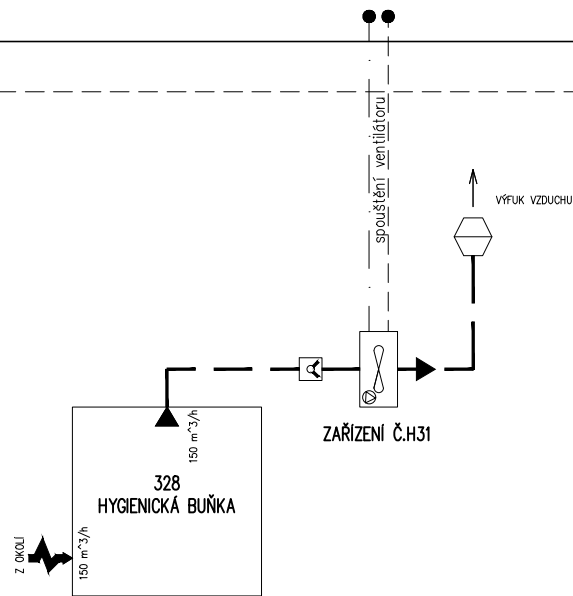 spouštění ventilátoru
VÝFUK VZDUCHU
ZAŘÍZENÍ Č.H31
150 m^3/h
328
HYGIENICKÁ BUŇKA
Z OKOLÍ
150 m^3/h